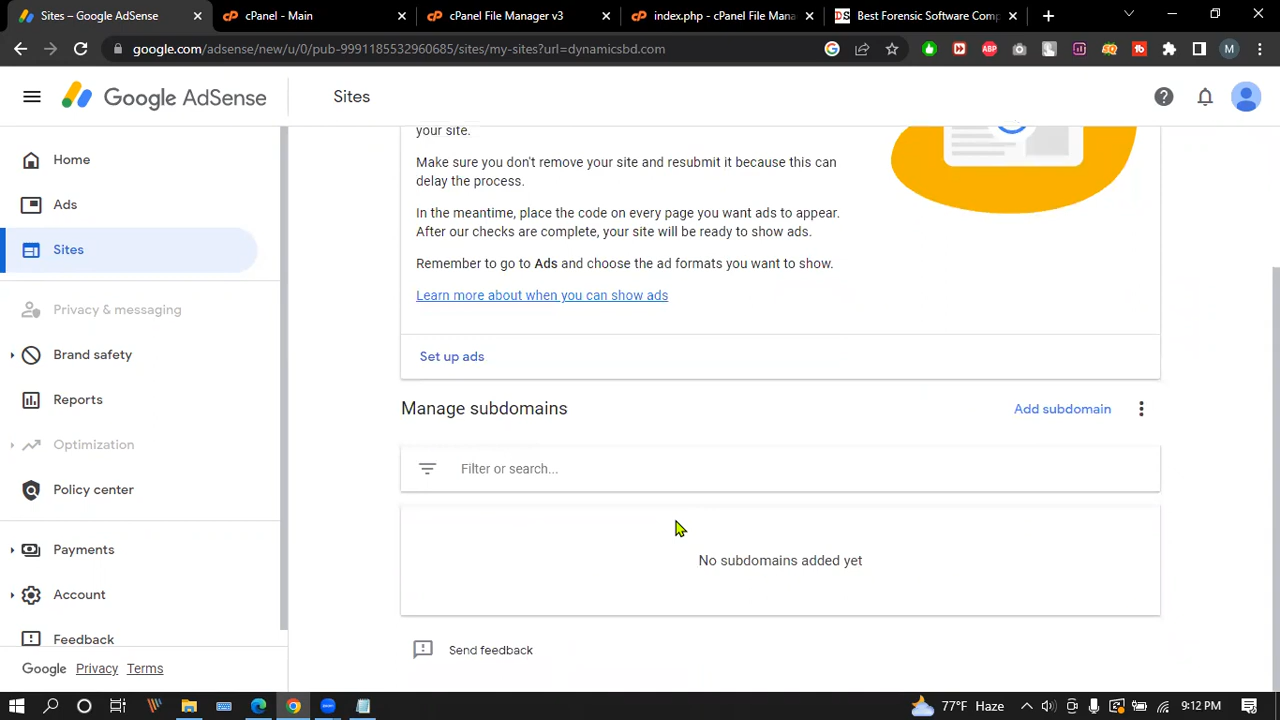 Sites – Google AdSense
cPanel - Main
cPanel File Manager v3
index.php - cPanel File Mana
Best Forensic Software Comp
google.com/adsense/new/u/0/pub-9991185532960685/sites/my-sites?url=dynamicsbd.com
Google AdSense
Sites
Home
Ads
Sites
Privacy & messaging
Brand safety
Reports
Optimization
Policy center
Payments
Account
Feedback
Google Privacy Terms
your site.
Make sure you don't remove your site and resubmit it because this can
delay the process.
In the meantime, place the code on every page you want ads to appear.
After our checks are complete, your site will be ready to show ads.
Remember to go to Ads and choose the ad formats you want to show.
Learn more about when you can show ads
Set up ads
Manage subdomains
Add subdomain
Filter or search...
No subdomains added yet
Send feedback
77°F Haze
9:12 PM